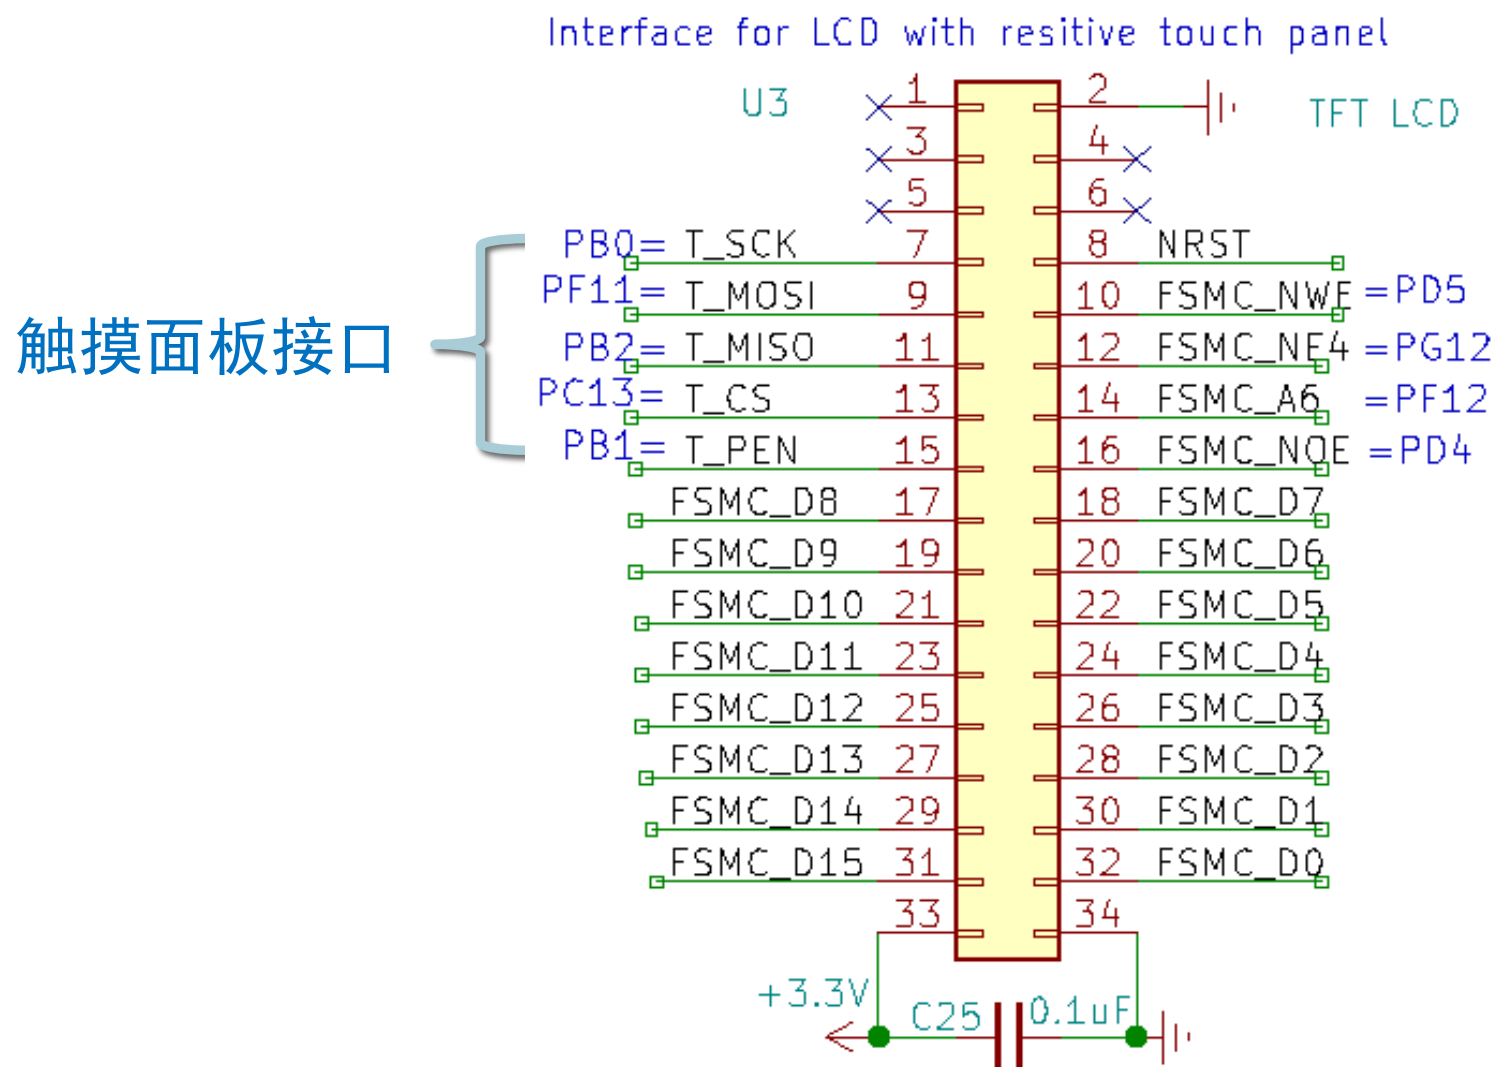 Interface for LCD with resitive touch panel
U3 1 2 TFT LCD
3 4
5 6
PB0= T_SCK 7 8 NRST
PF11= T_MOSI 9 10 FSMC_NWE =PD5
触摸面板接口
PB2= T_MISO 11 12 FSMC_NE4 =PG12
PC13= T_CS 13 14 FSMC_A6 =PF12
PB1= T_PEN 15 16 FSMC_NOE =PD4
FSMC_D8 17 18 FSMC_D7
FSMC_D9 19 20 FSMC_D6
FSMC_D10 21 22 FSMC_D5
FSMC_D11 23 24 FSMC_D4
FSMC_D12 25 26 FSMC_D3
FSMC_D13 27 28 FSMC_D2
FSMC_D14 29 30 FSMC_D1
FSMC_D15 31 32 FSMC_D0
33 34
+3.3V C25 0.1uF